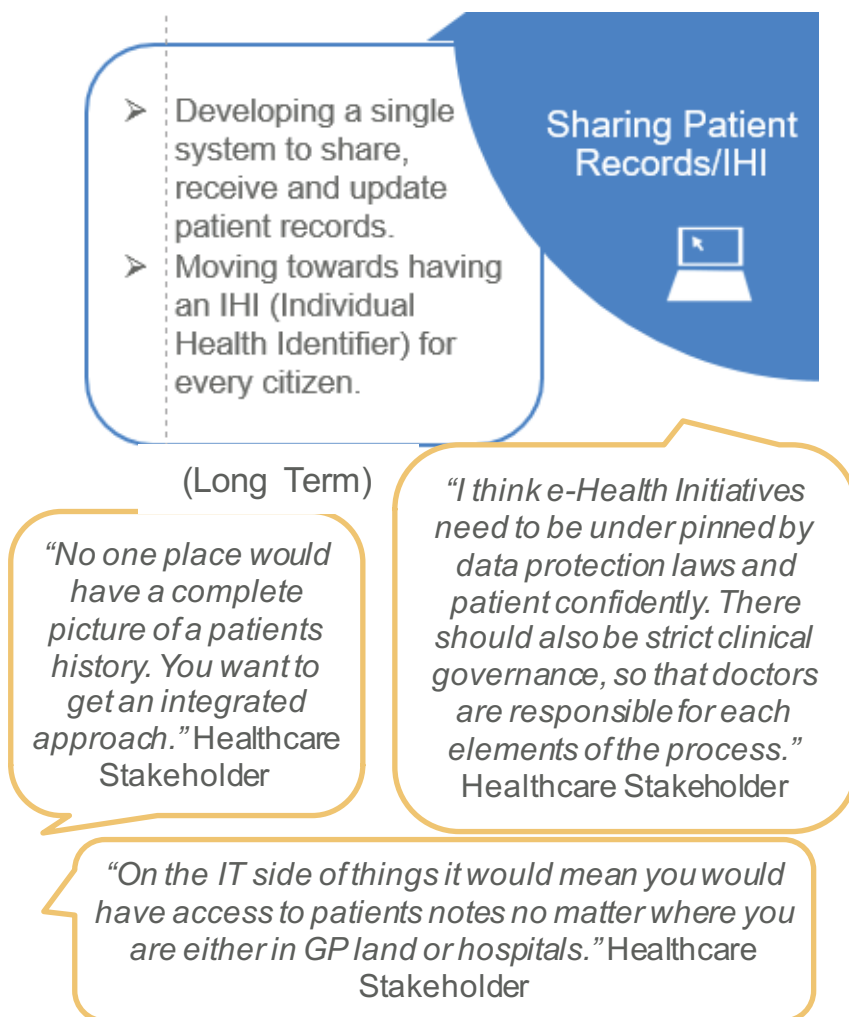 ➢ Developing a single
system to share,
receive and update
patient records.
➢ Moving towards having
an IHI (Individual
Health Identifier) for
every citizen.
Sharing Patient
Records/IHI
(Long Term)
“I think e-Health Initiatives
need to be under pinned by
data protection laws and
patient confidently. There
should also be strict clinical
governance, so that doctors
are responsible for each
elements of the process.”
Healthcare Stakeholder
“No one place would
have a complete
picture of a patients
history. You want to
get an integrated
approach.” Healthcare
Stakeholder
“On the IT side of things it would mean you would
have access to patients notes no matter where you
are either in GP land or hospitals.” Healthcare
Stakeholder